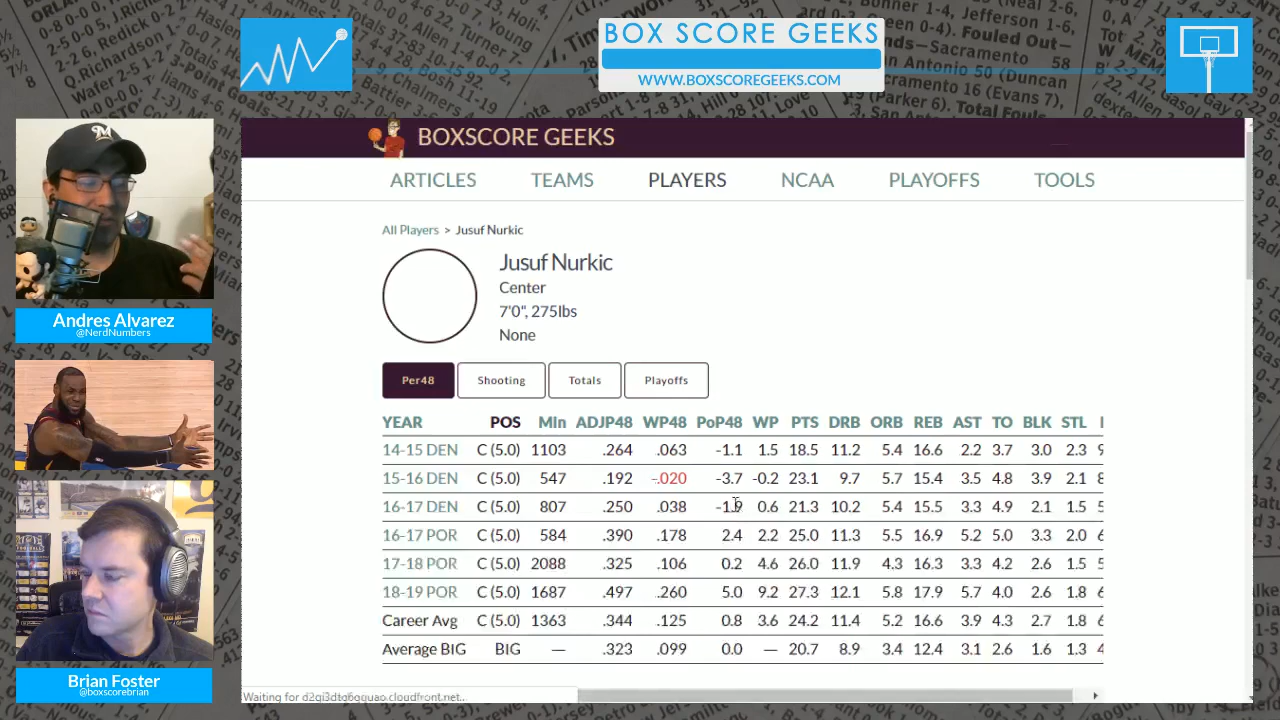 BOX SCORE GEEKS
WWW.BOXSCOREGEEKS.COM
BOXSCORE GEEKS
ARTICLES TEAMS PLAYERS NCAA PLAYOFFS TOOLS
All Players > Jusuf Nurkic
Jusuf Nurkic
Center
7'0", 275lbs
None
Per48 Shooting Totals Playoffs
YEAR POS Min ADJP48 WP48 PoP48 WP PTS DRB ORB REB AST TO BLK STL
14-15 DEN C (5.0) 1103 .264 .063 -1.1 1.5 18.5 11.2 5.4 16.6 2.2 3.7 3.0 2.3 9
15-16 DEN C (5.0) 547 .192 -.020 -3.7 -0.2 23.1 9.7 5.7 15.4 3.5 4.8 3.9 2.1 8
16-17 DEN C (5.0) 807 .250 .038 -1.9 0.6 21.3 10.2 5.4 15.5 3.3 4.9 2.1 1.5 5
16-17 POR C (5.0) 584 .390 .178 2.4 2.2 25.0 11.3 5.5 16.9 5.2 5.0 3.3 2.0 6
17-18 POR C (5.0) 2088 .325 .106 0.2 4.6 26.0 11.9 4.3 16.3 3.3 4.2 2.6 1.5 5
18-19 POR C (5.0) 1687 .497 .260 5.0 9.2 27.3 12.1 5.8 17.9 5.7 4.0 2.6 1.8 6
Career Avg C (5.0) 1363 .344 .125 0.8 3.6 24.2 11.4 5.2 16.6 3.9 4.3 2.7 1.8 6
Average BIG BIG — .323 .099 0.0 — 20.7 8.9 3.4 12.4 3.1 2.6 1.6 1.3 4
Andres Alvarez
@NerdNumbers
Brian Foster
@boxscorebrian